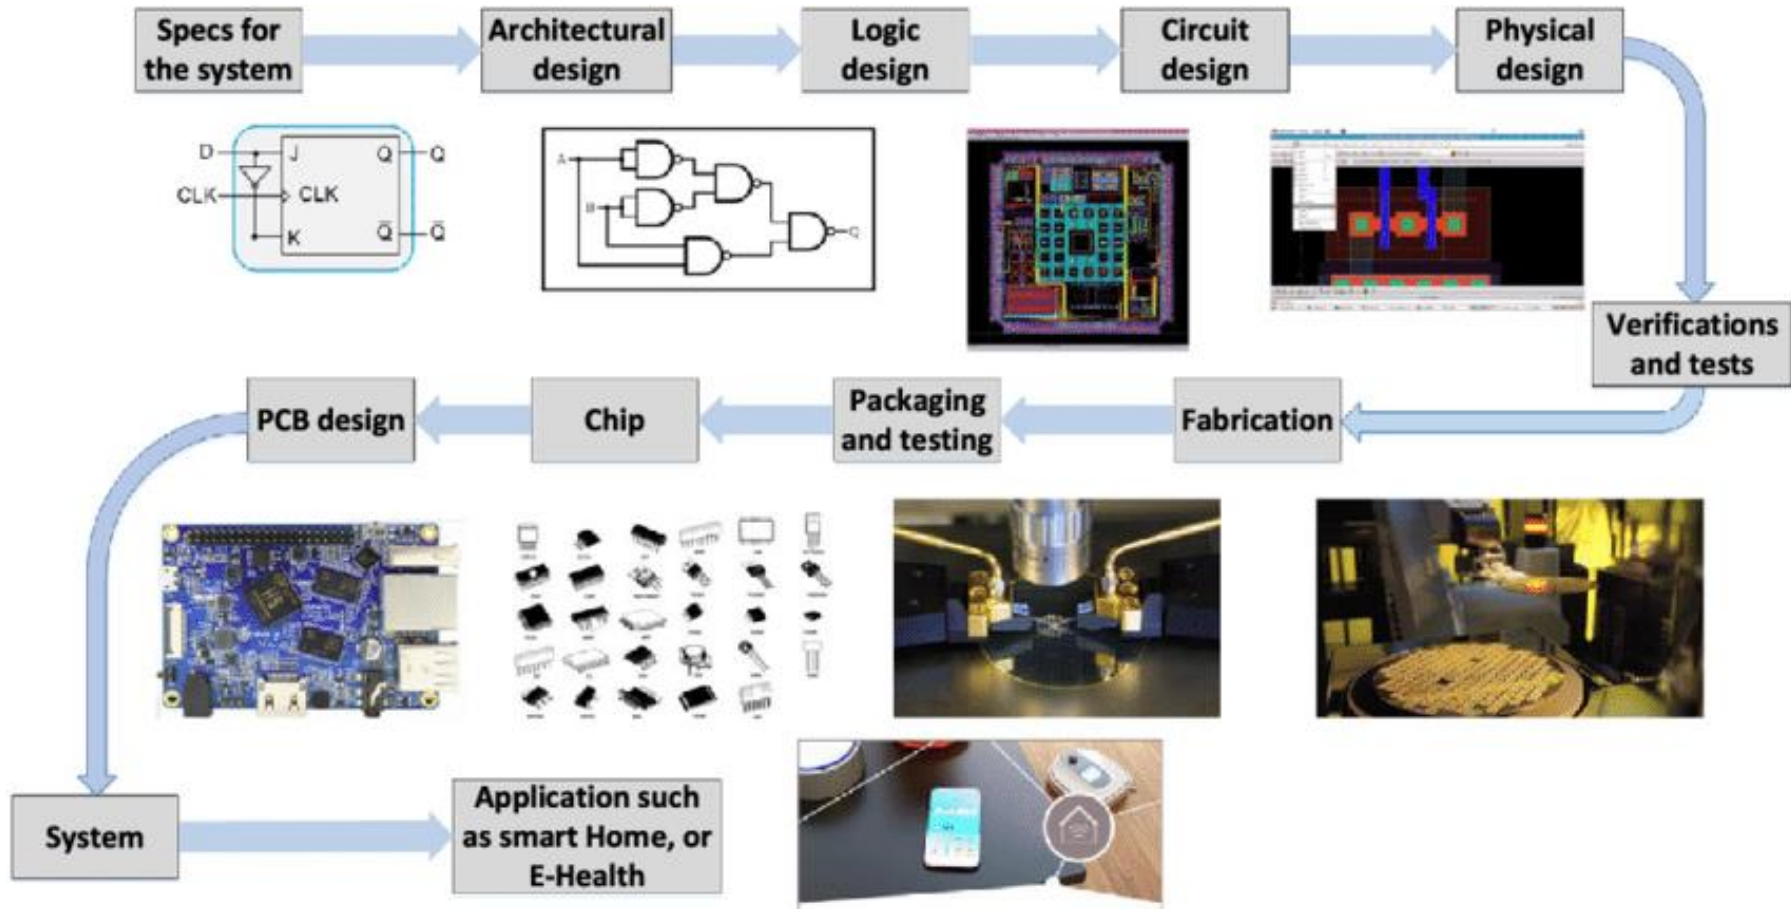 Specs for
the system
Architectural
design
Logic
design
Circuit
design
Physical
design
D
J
Q
Q
CLK
CLK
K
Q̅
Q̅
A
B
Q
Verifications
and tests
PCB design
Chip
Packaging
and testing
Fabrication
System
Application such
as smart Home, or
E-Health